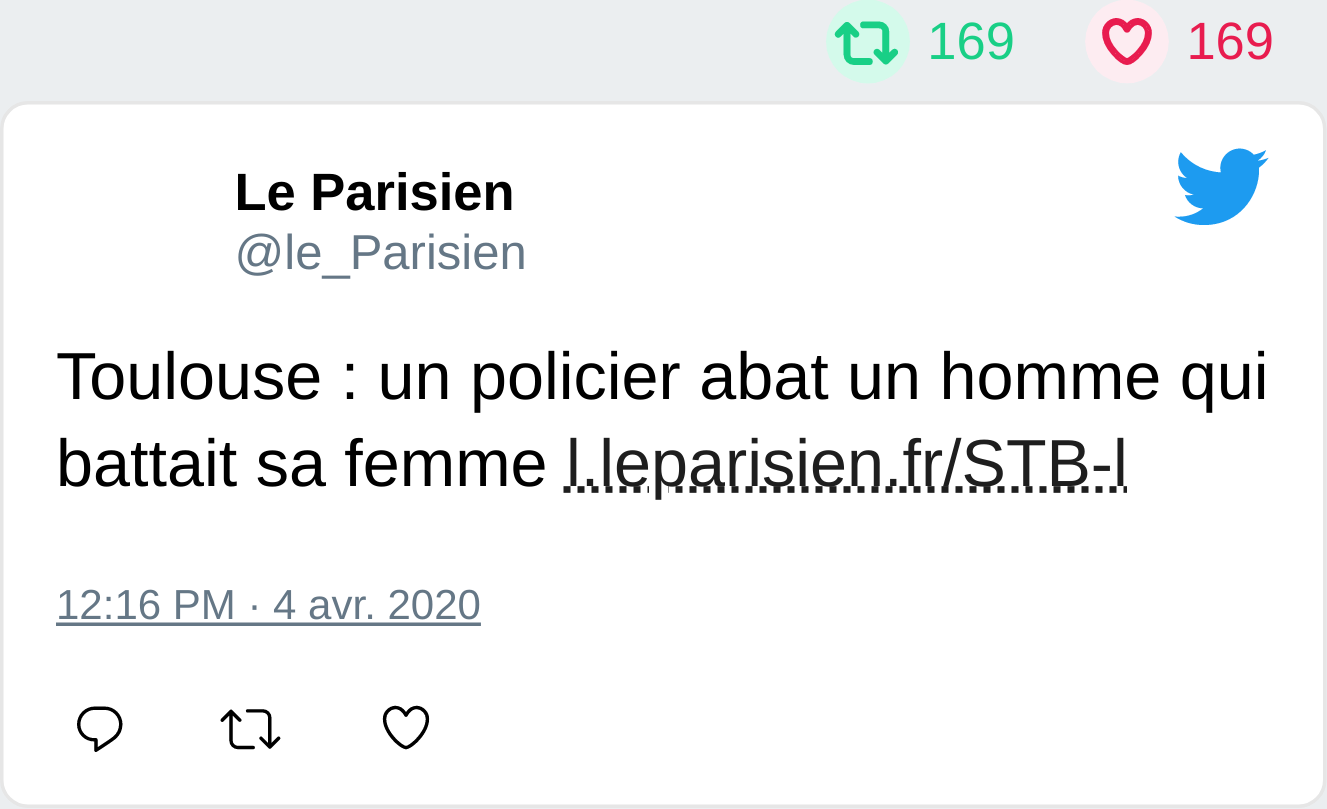 169 169
Le Parisien
@le_Parisien
Toulouse : un policier abat un homme qui
battait sa femme l.leparisien.fr/STB-l
12:16 PM · 4 avr. 2020